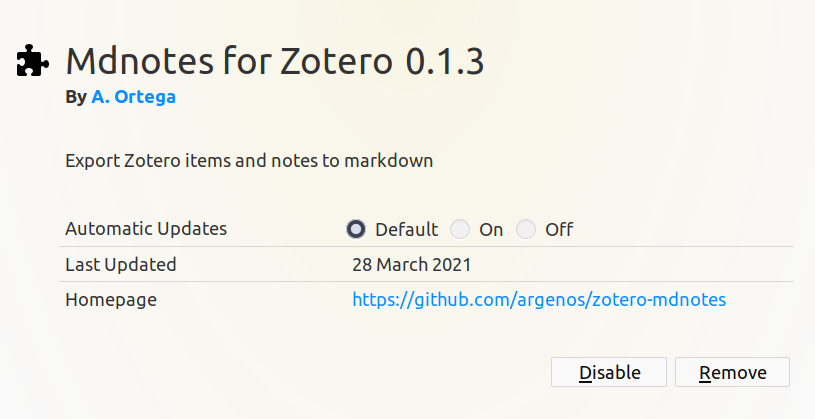 Mdnotes for Zotero 0.1.3
By A. Ortega
Export Zotero items and notes to markdown
Automatic Updates Default On Off
Last Updated 28 March 2021
Homepage https://github.com/argenos/zotero-mdnotes
Disable Remove